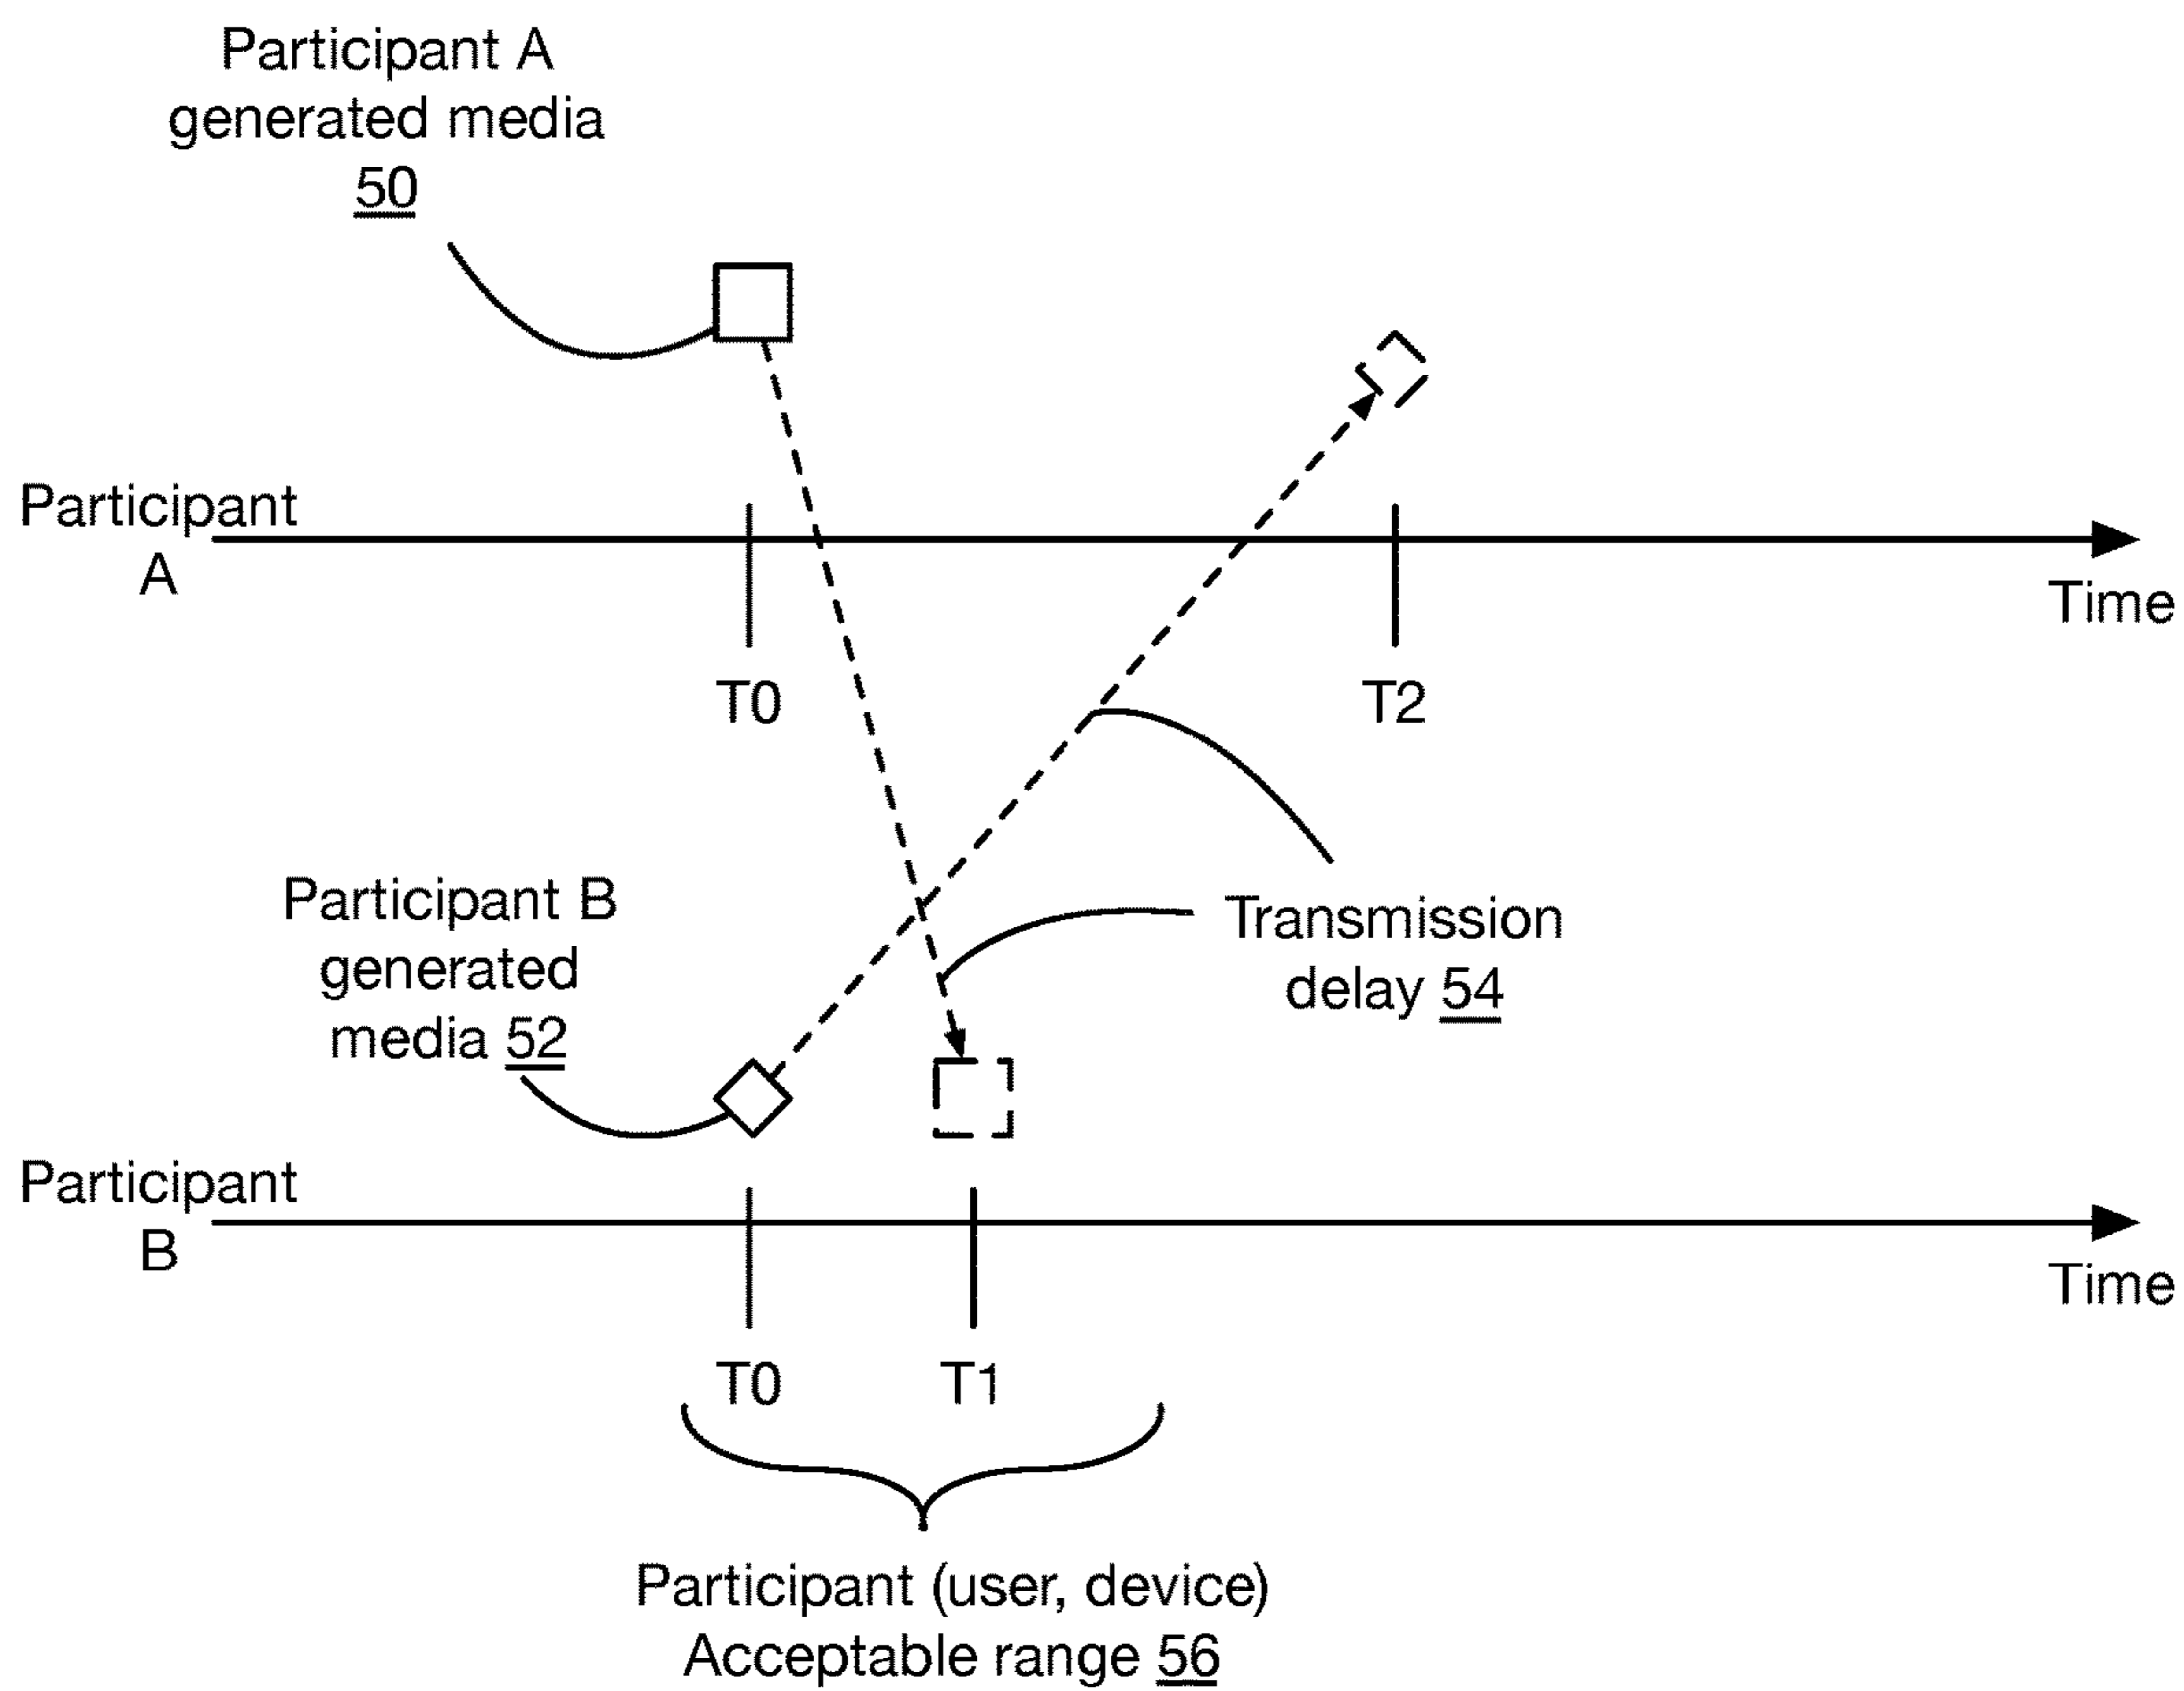 Participant A
generated media
50
Participant
A
Time
T0
T2
Participant B
generated
media 52
Transmission
delay 54
Participant
B
Time
T0
T1
Participant (user, device)
Acceptable range 56